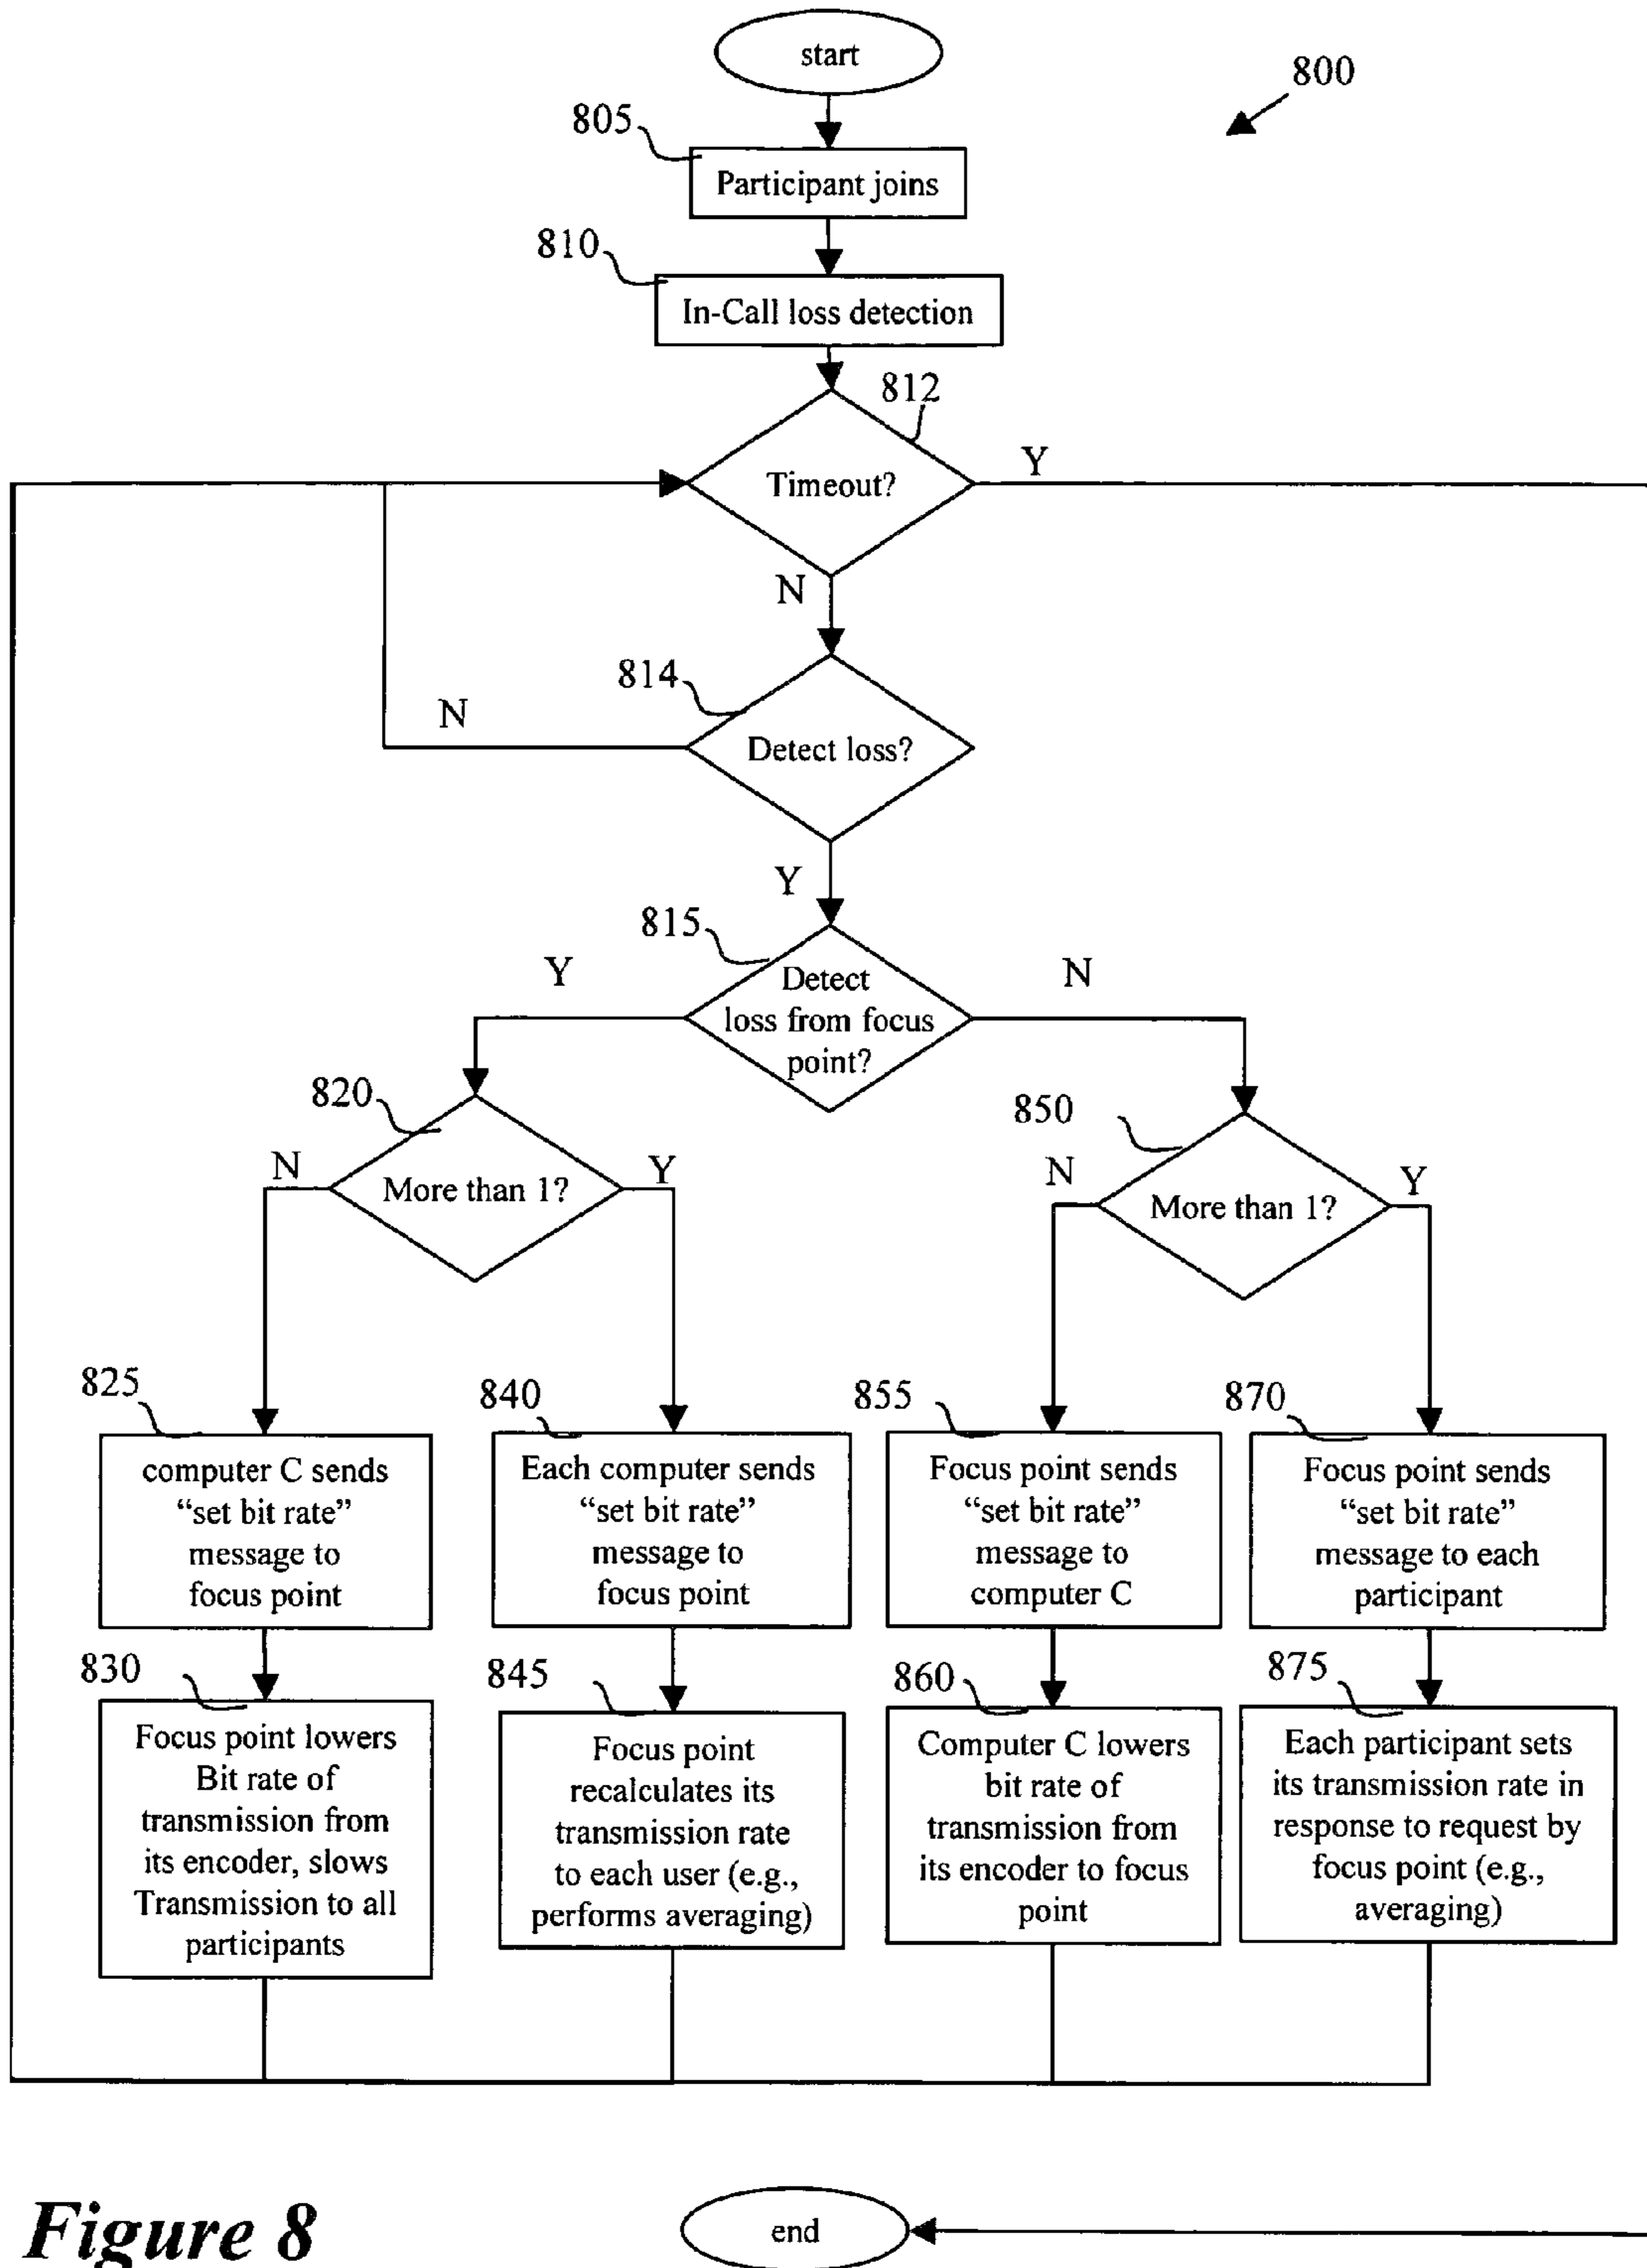 start
800
805
Participant joins
810
In-Call loss detection
812
Timeout?
Y
N
814
N
Detect loss?
Y
815
Y
N
Detect
loss from focus
point?
820
N
More than 1?
Y
850
N
More than 1?
Y
825
computer C sends
“set bit rate”
message to
focus point
840
Each computer sends
“set bit rate”
message to
focus point
855
Focus point sends
“set bit rate”
message to
computer C
870
Focus point sends
“set bit rate”
message to each
participant
830
Focus point lowers
Bit rate of
transmission from
its encoder, slows
Transmission to all
participants
845
Focus point
recalculates its
transmission rate
to each user (e.g.,
performs averaging)
860
Computer C lowers
bit rate of
transmission from
its encoder to focus
point
875
Each participant sets
its transmission rate in
response to request by
focus point (e.g.,
averaging)
Figure 8
end